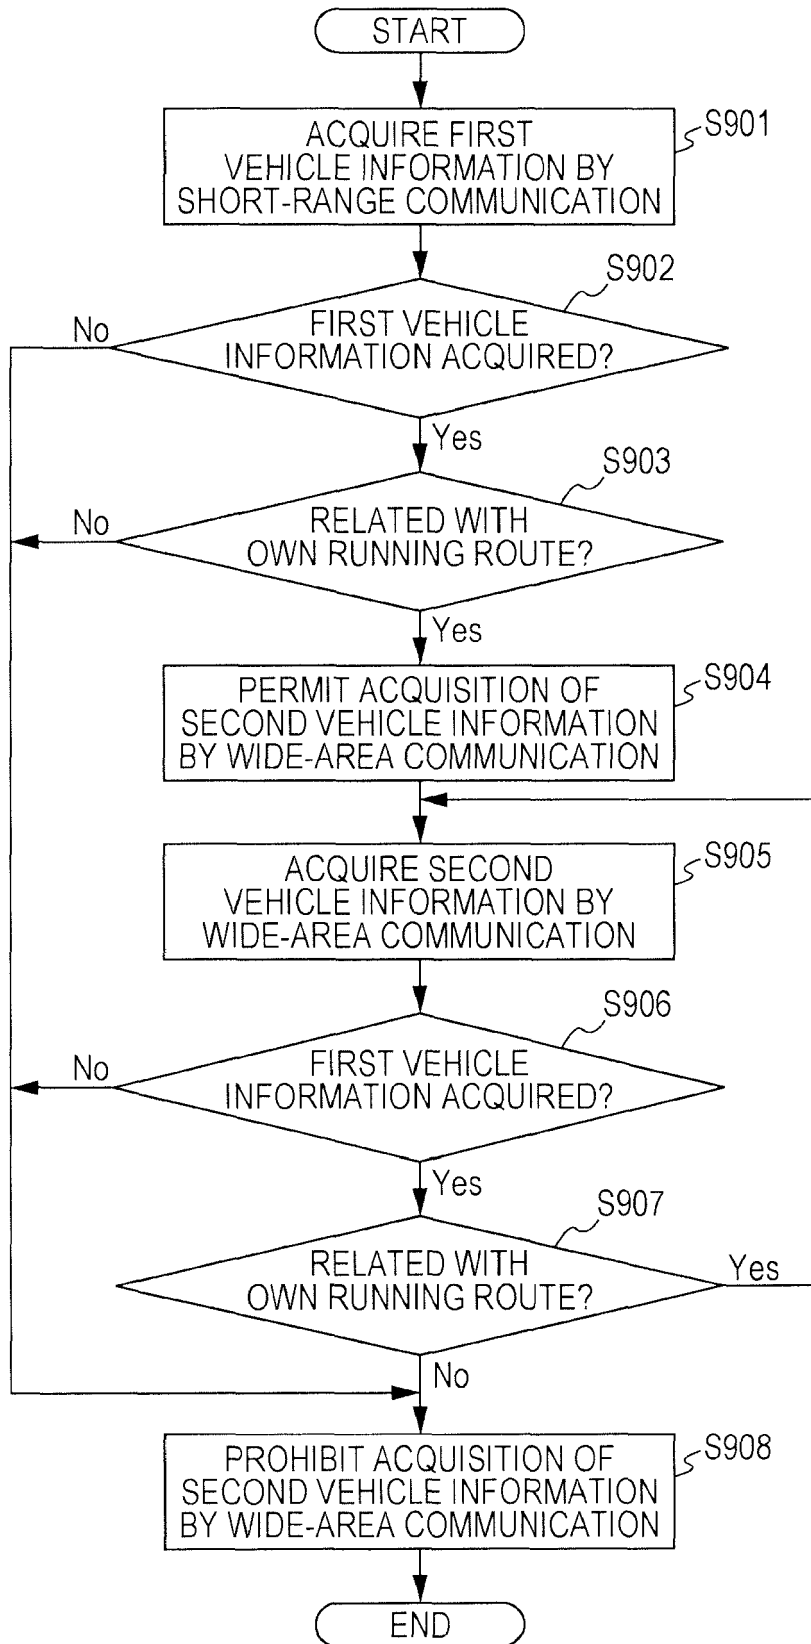 START
ACQUIRE FIRST
VEHICLE INFORMATION BY
SHORT-RANGE COMMUNICATION
S901
S902
No
FIRST VEHICLE
INFORMATION ACQUIRED?
Yes
S903
No
RELATED WITH
OWN RUNNING ROUTE?
Yes
PERMIT ACQUISITION OF
SECOND VEHICLE INFORMATION
BY WIDE-AREA COMMUNICATION
S904
ACQUIRE SECOND
VEHICLE INFORMATION BY
WIDE-AREA COMMUNICATION
S905
S906
No
FIRST VEHICLE
INFORMATION ACQUIRED?
Yes
S907
RELATED WITH
OWN RUNNING ROUTE?
Yes
No
PROHIBIT ACQUISITION OF
SECOND VEHICLE INFORMATION
BY WIDE-AREA COMMUNICATION
S908
END